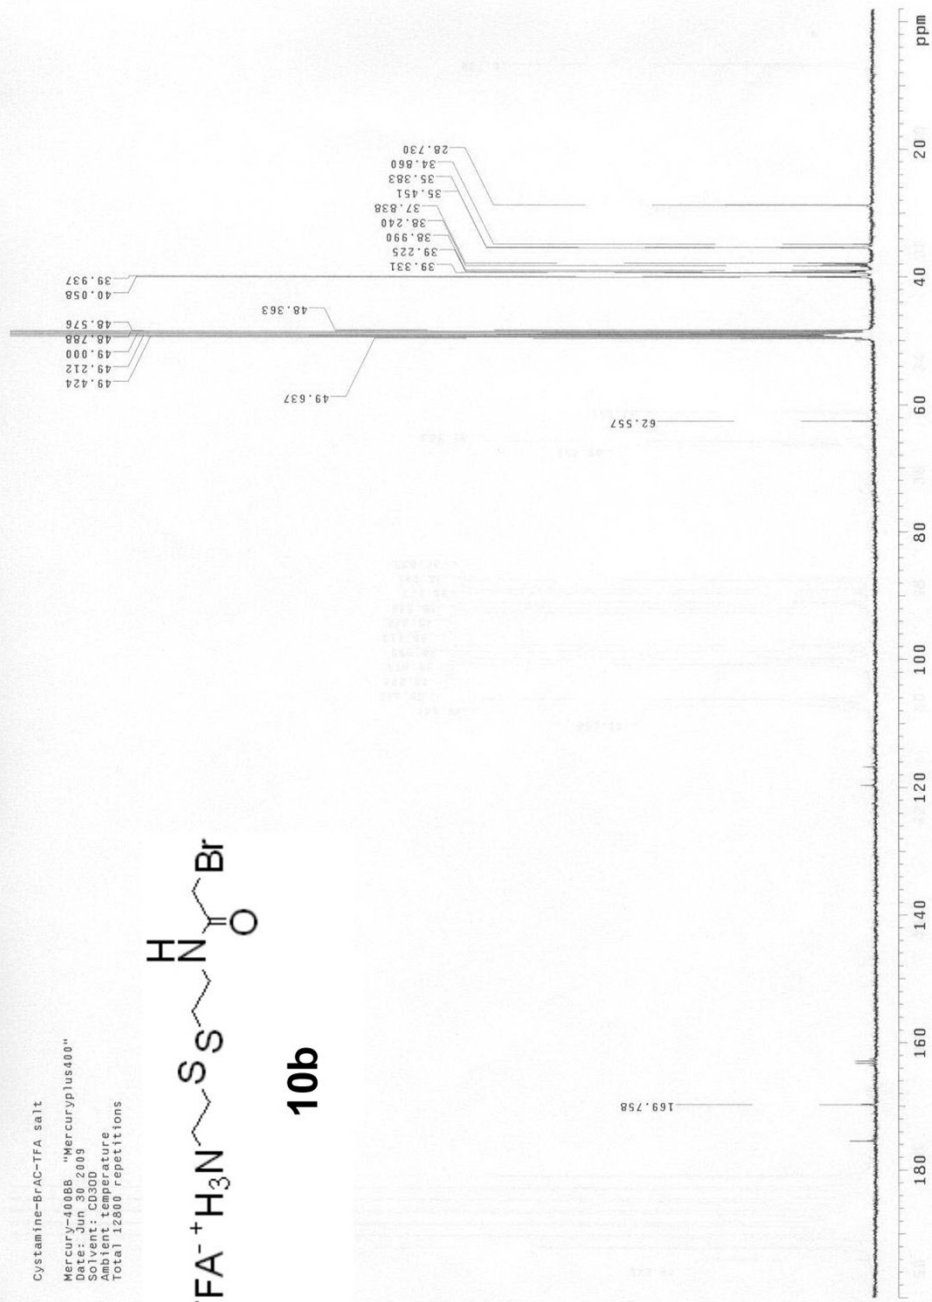 Cystamine-BrAC-TFA salt
Mercury-400BB "Mercuryplus400"
Date: Jun 30 2009
Solvent: CD3OD
Ambient temperature
Total 12800 repetitions
FA⁻ ⁺H₃N
S
S
H
N
O
Br
10b
169.758
62.557
49.637
49.424
49.212
49.000
48.788
48.576
48.363
40.058
39.937
39.331
39.225
38.990
38.240
37.838
35.451
35.383
34.860
28.730
180 160 140 120 100 80 60 40 20 ppm